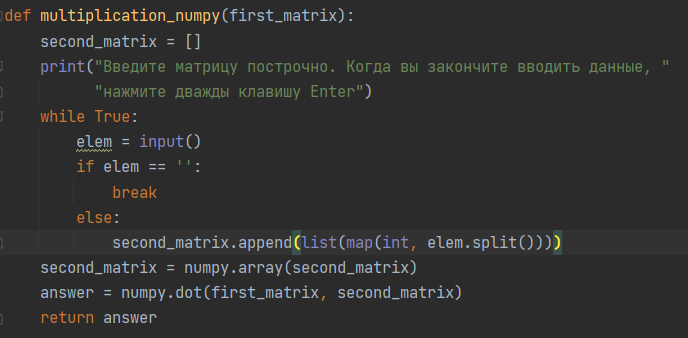 def multiplication_numpy(first_matrix):
    second_matrix = []
    print("Введите матрицу построчно. Когда вы закончите вводить данные, "
          "нажмите дважды клавишу Enter")
    while True:
        elem = input()
        if elem == '':
            break
        else:
            second_matrix.append(list(map(int, elem.split())))
    second_matrix = numpy.array(second_matrix)
    answer = numpy.dot(first_matrix, second_matrix)
    return answer